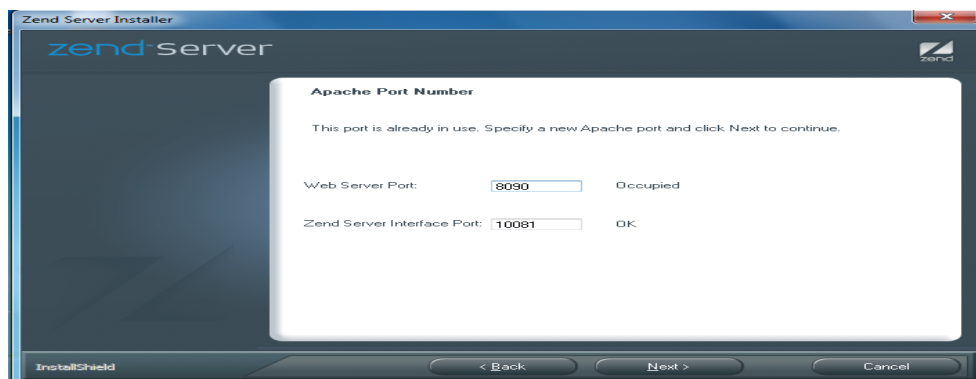 Zend Server Installer
zend server
zend
Apache Port Number
This port is already in use. Specify a new Apache port and click Next to continue.
Web Server Port: 8090 Occupied
Zend Server Interface Port: 10081 OK
InstallShield
< Back Next > Cancel